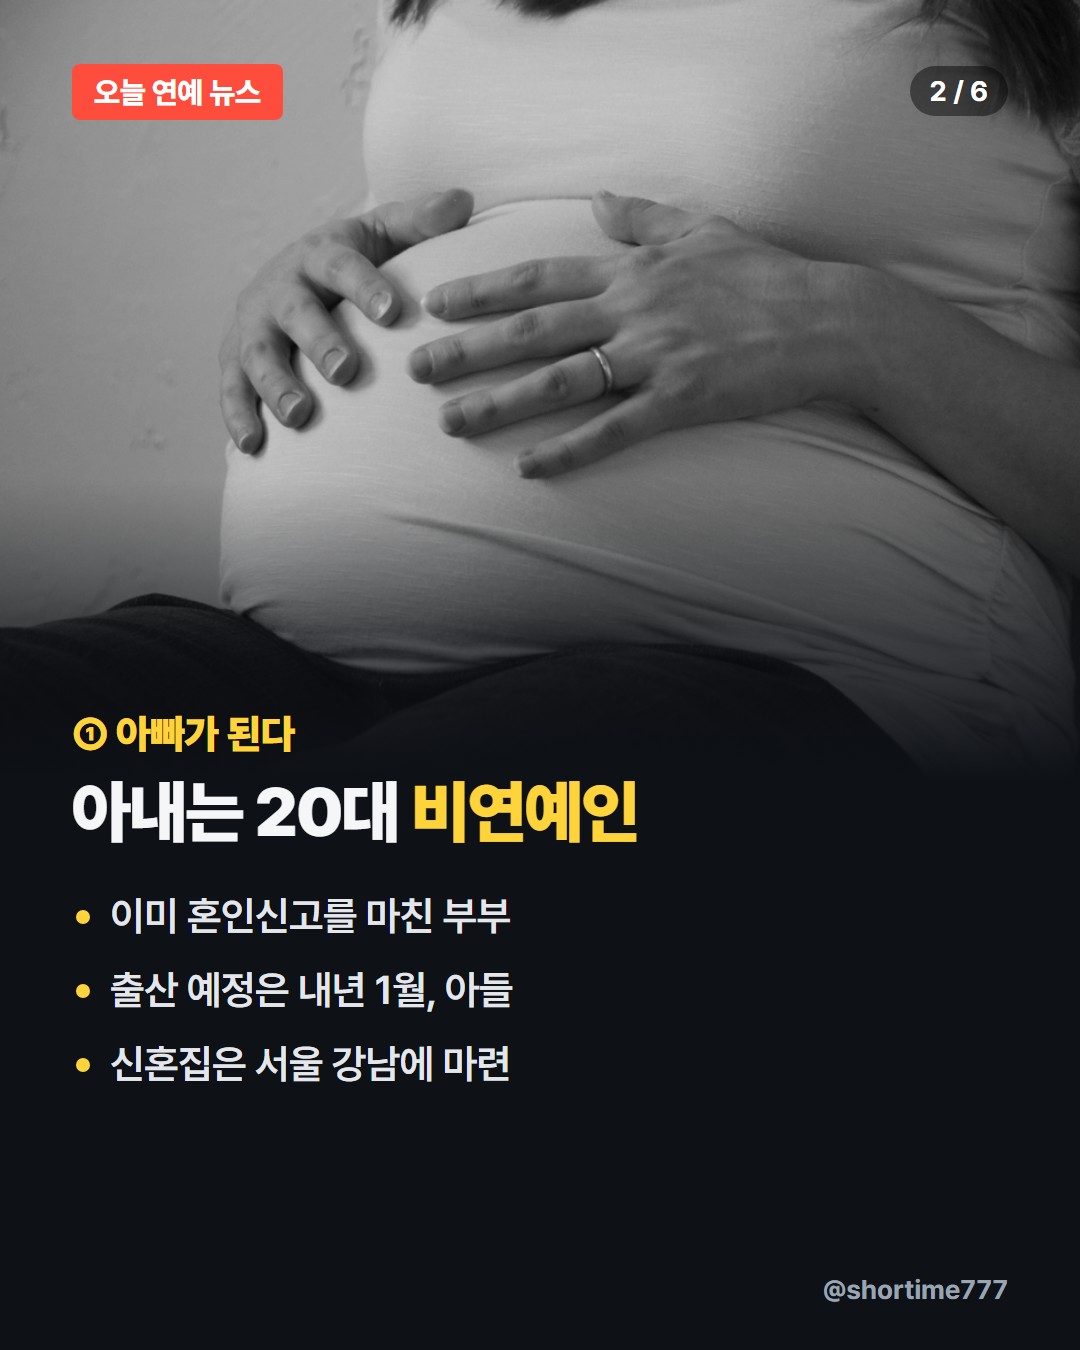 오늘 연예 뉴스
2 / 6
① 아빠가 된다
아내는 20대 비연예인
• 이미 혼인신고를 마친 부부
• 출산 예정은 내년 1월, 아들
• 신혼집은 서울 강남에 마련
@shortime777